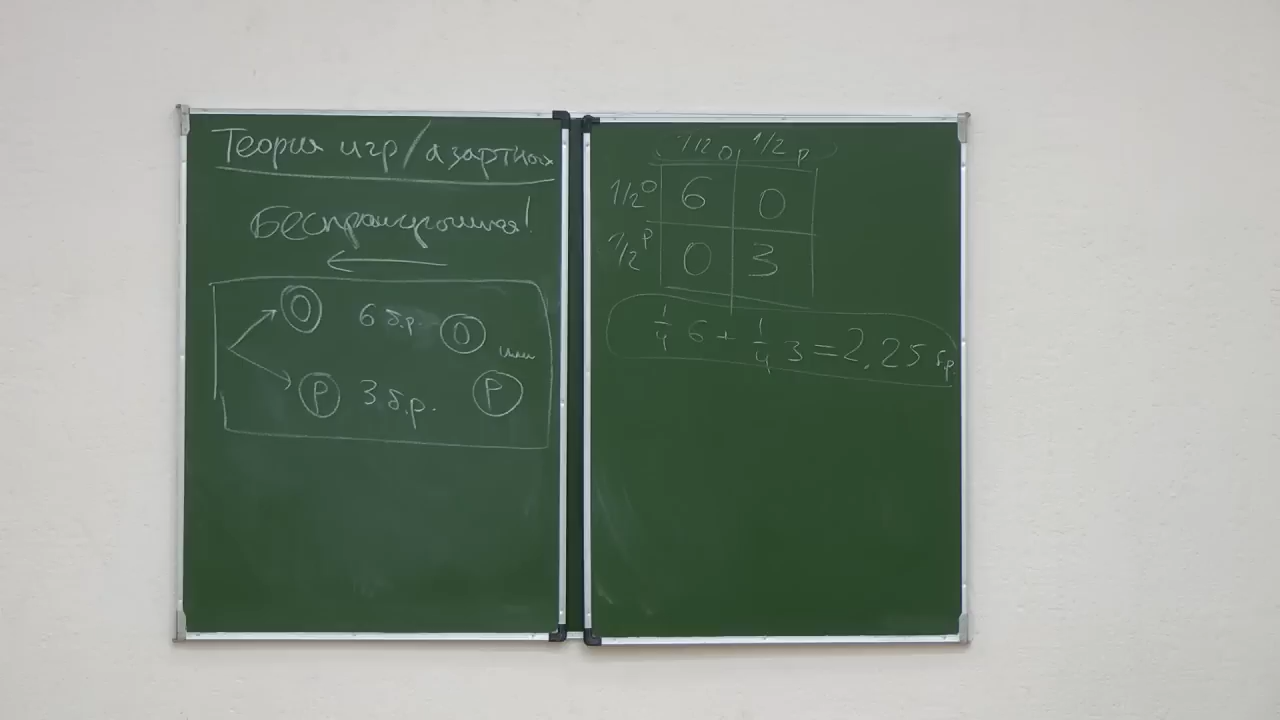 Теория игр/азартная
Беспроигрышная!
О 6 б.р. О
или
Р 3 б.р. Р
1/2 О 1/2 Р
1/2 О 6 0
1/2 Р 0 3
1/4 6 + 1/4 3 = 2,25 б.р.